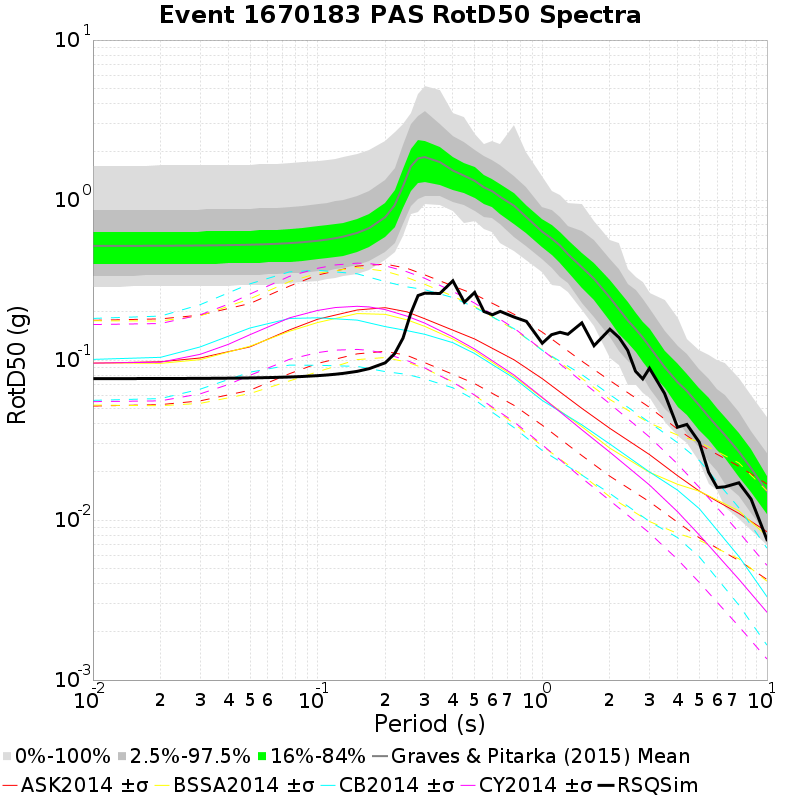 Event 1670183 PAS RotD50 Spectra
10^1
10^0
10^-1
10^-2
10^-3
RotD50 (g)
10^-2 2 3 4 5 6 10^-1 2 3 4 5 6 7 10^0 2 3 4 5 6 7 10^1
Period (s)
0%-100% 2.5%-97.5% 16%-84% Graves & Pitarka (2015) Mean
ASK2014 ±σ BSSA2014 ±σ CB2014 ±σ CY2014 ±σ RSQSim